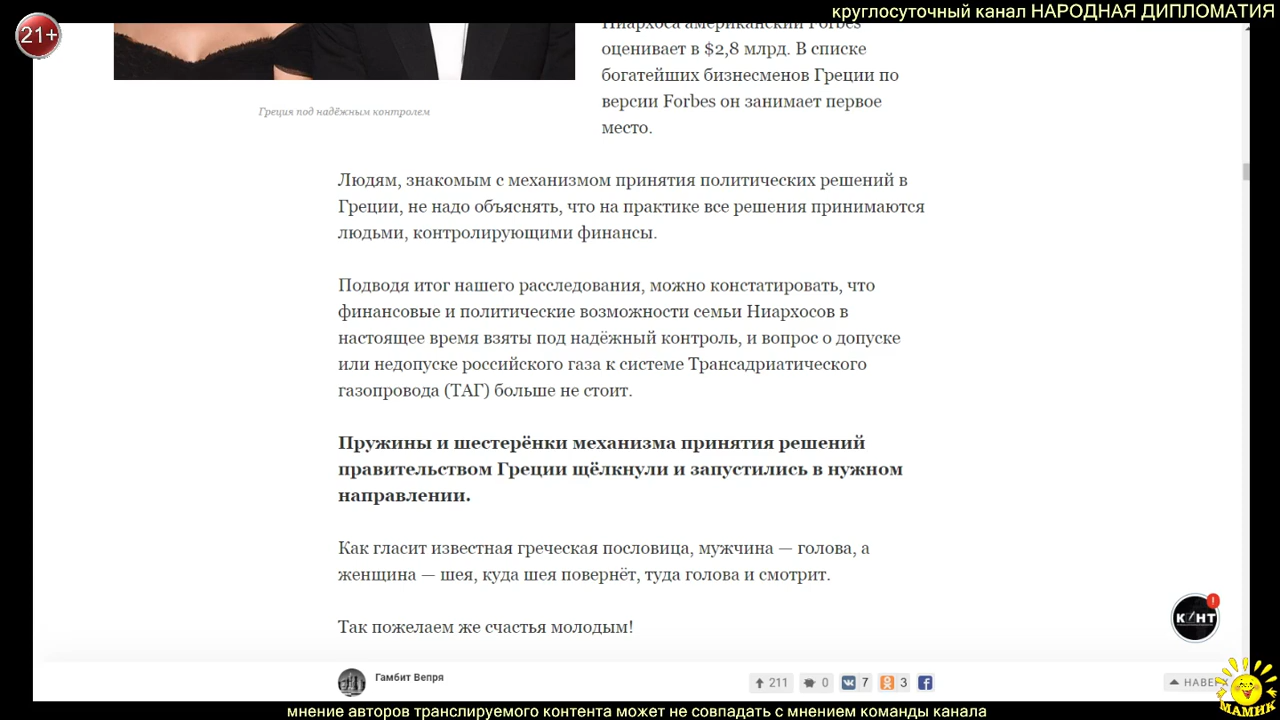 круглосуточный канал НАРОДНАЯ ДИПЛОМАТИЯ
21+
Ниархоса американский Forbes
оценивает в $2,8 млрд. В списке
богатейших бизнесменов Греции по
версии Forbes он занимает первое
место.
Греция под надёжным контролем
Людям, знакомым с механизмом принятия политических решений в
Греции, не надо объяснять, что на практике все решения принимаются
людьми, контролирующими финансы.
Подводя итог нашего расследования, можно констатировать, что
финансовые и политические возможности семьи Ниархосов в
настоящее время взяты под надёжный контроль, и вопрос о допуске
или недопуске российского газа к системе Трансадриатического
газопровода (ТАГ) больше не стоит.
Пружины и шестерёнки механизма принятия решений
правительством Греции щёлкнули и запустились в нужном
направлении.
Как гласит известная греческая пословица, мужчина — голова, а
женщина — шея, куда шея повернёт, туда голова и смотрит.
Так пожелаем же счастья молодым!
КОНТ
Гамбит Вепря
211 0 7 3
МАМИК
мнение авторов транслируемого контента может не совпадать с мнением команды канала